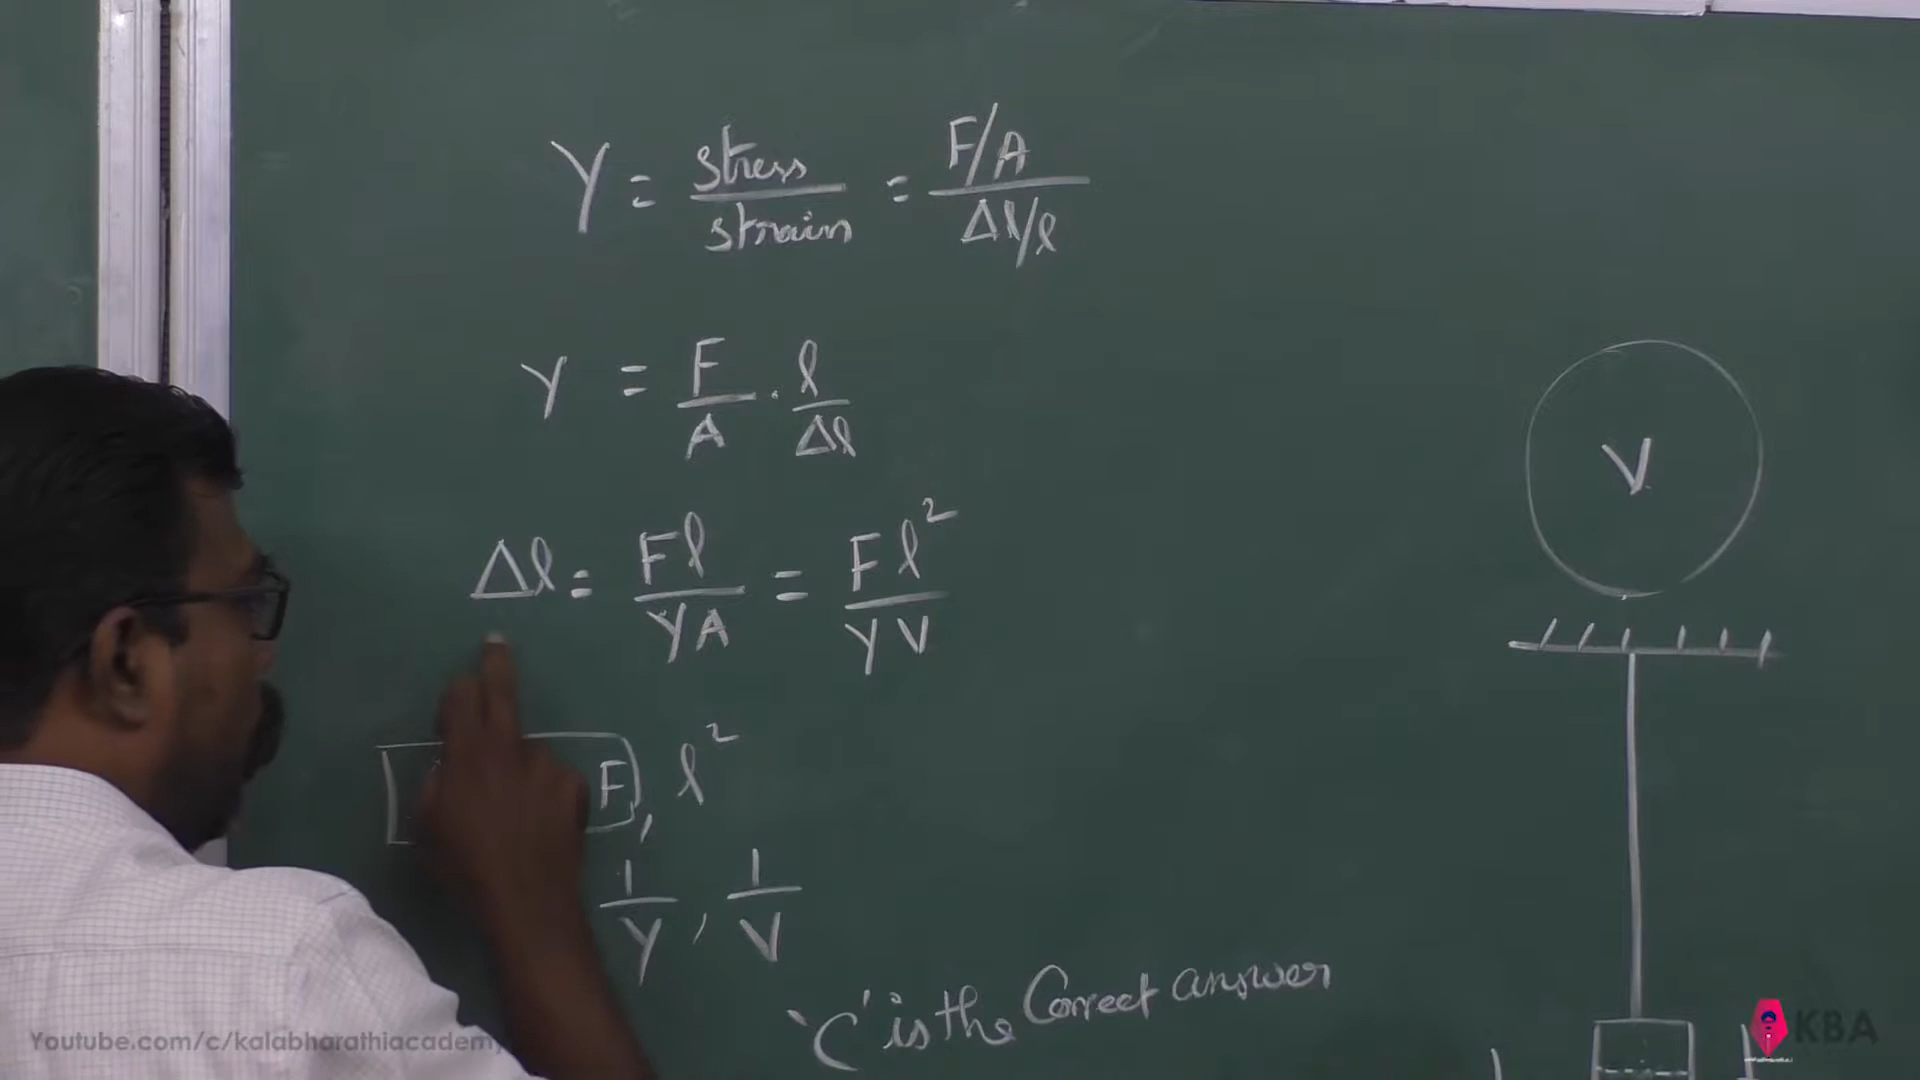 Y = stress / strain = F/A / Δl/l
Y = F / A . l / Δl
Δl = Fl / YA = Fl² / YV
F, l²
1 / Y , 1 / V
'C' is the Correct answer
V
KBA
Youtube.com/c/kalabharathiacademy